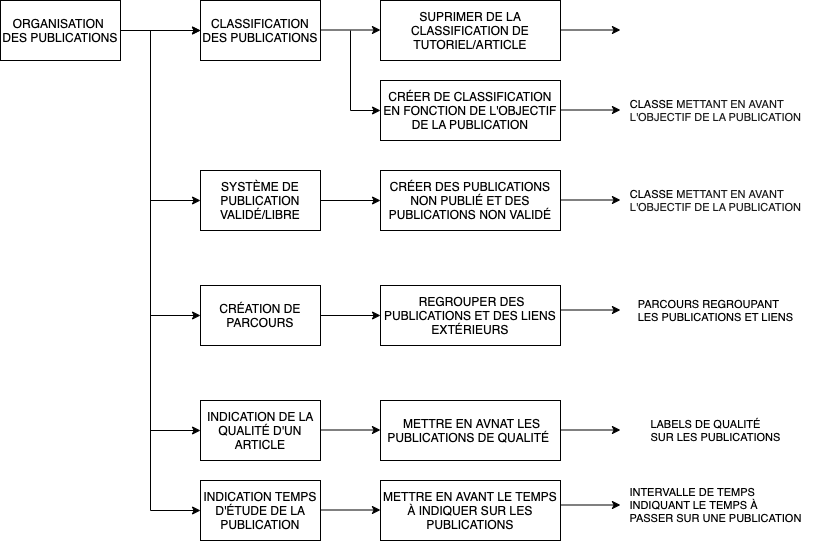 ORGANISATION
DES PUBLICATIONS
CLASSIFICATION
DES PUBLICATIONS
SUPRIMER DE LA
CLASSIFICATION DE
TUTORIEL/ARTICLE
CRÉER DE CLASSIFICATION
EN FONCTION DE L'OBJECTIF
DE LA PUBLICATION
CLASSE METTANT EN AVANT
L'OBJECTIF DE LA PUBLICATION
SYSTÈME DE
PUBLICATION
VALIDÉ/LIBRE
CRÉER DES PUBLICATIONS
NON PUBLIÉ ET DES
PUBLICATIONS NON VALIDÉ
CLASSE METTANT EN AVANT
L'OBJECTIF DE LA PUBLICATION
CRÉATION DE
PARCOURS
REGROUPER DES
PUBLICATIONS ET DES LIENS
EXTÉRIEURS
PARCOURS REGROUPANT
LES PUBLICATIONS ET LIENS
INDICATION DE LA
QUALITÉ D'UN
ARTICLE
METTRE EN AVNAT LES
PUBLICATIONS DE QUALITÉ
LABELS DE QUALITÉ
SUR LES PUBLICATIONS
INDICATION TEMPS
D'ÉTUDE DE LA
PUBLICATION
METTRE EN AVANT LE TEMPS
À INDIQUER SUR LES
PUBLICATIONS
INTERVALLE DE TEMPS
INDIQUANT LE TEMPS À
PASSER SUR UNE PUBLICATION